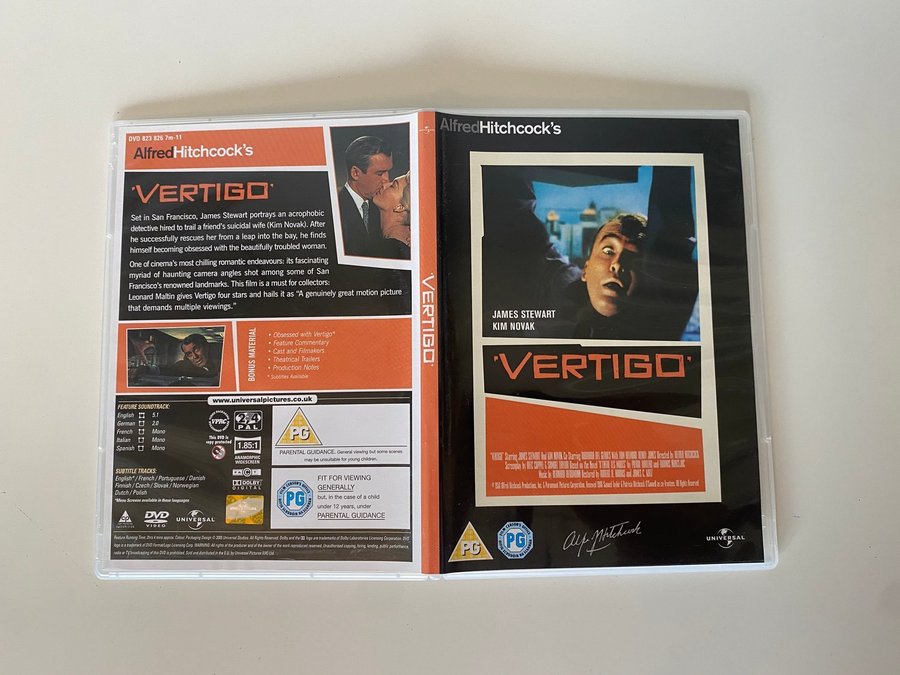 DVD 823 826 7m-11
AlfredHitchcock's
'VERTIGO'
Set in San Francisco, James Stewart portrays an acrophobic
detective hired to trail a friend's suicidal wife (Kim Novak). After
he successfully rescues her from a leap into the bay, he finds
himself becoming obsessed with the beautifully troubled woman.
One of cinema's most chilling romantic endeavours: its fascinating
myriad of haunting camera angles shot among some of San
Francisco's renowned landmarks. This film is a must for collectors:
Leonard Maltin gives Vertigo four stars and hails it as "A genuinely great motion picture
that demands multiple viewings."
BONUS MATERIAL
• Obsessed with Vertigo*
• Feature Commentary
• Cast and Filmakers
• Theatrical Trailers
• Production Notes
* Subtitles Available
www.universalpictures.co.uk
FEATURE SOUNDTRACK:
English 5.1
German 2.0
French Mono
Italian Mono
Spanish Mono
SUBTITLE TRACKS:
English* / French / Portuguese / Danish
Finnish / Czech / Slovak / Norwegian
Dutch / Polish
*Menu Screens available in these languages
VPRC
This DVD is
copy protected
2,4
PAL
1.85:1
ANAMORPHIC
WIDESCREEN
DOLBY
DIGITAL
PG
PARENTAL GUIDANCE. General viewing but some scenes
may be unsuitable for young children.
PG
FIT FOR VIEWING
GENERALLY
but, in the case of a child
under 12 years, under
PARENTAL GUIDANCE
DVD
VIDEO
UNIVERSAL
'VERTIGO'
AlfredHitchcock's
JAMES STEWART
KIM NOVAK
'VERTIGO'
PG
PG
Alfred Hitchcock
UNIVERSAL